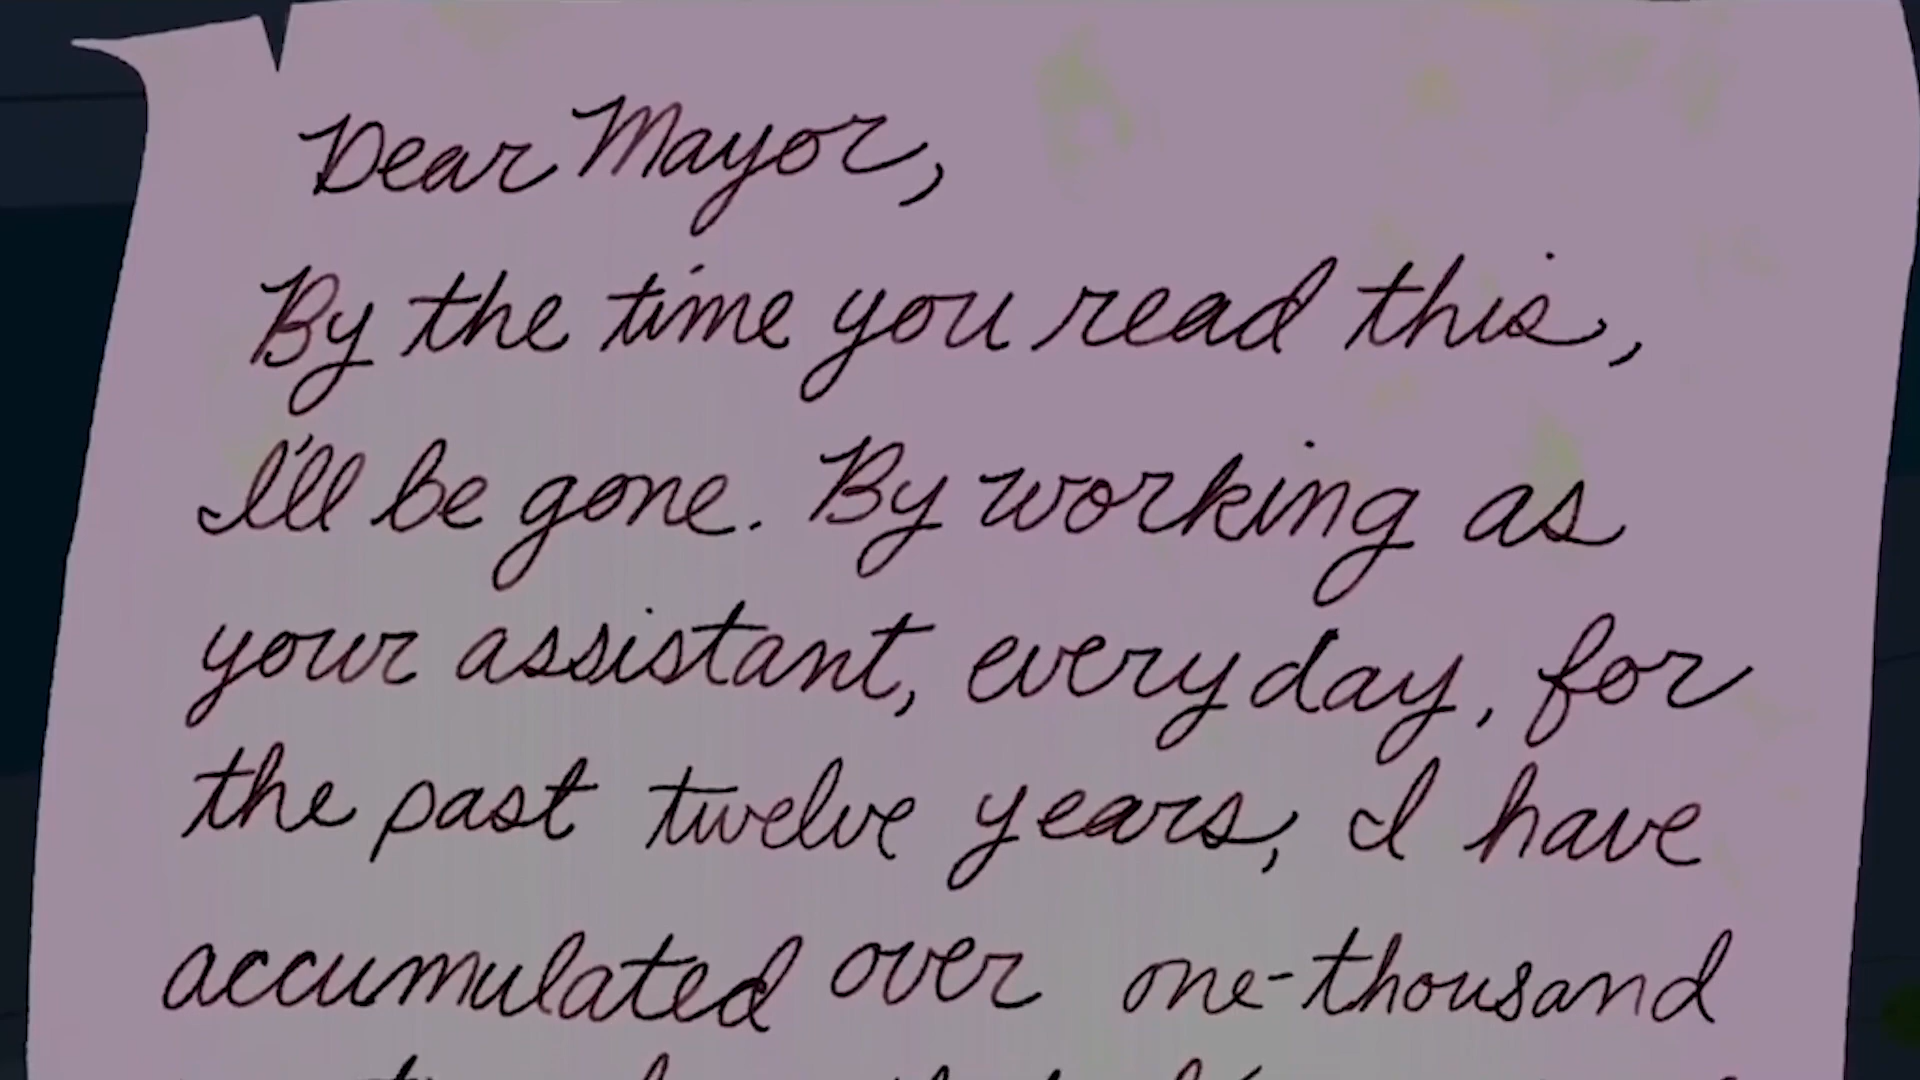 Dear Mayor,
By the time you read this,
I'll be gone. By working as
your assistant, everyday, for
the past twelve years, I have
accumulated over one-thousand